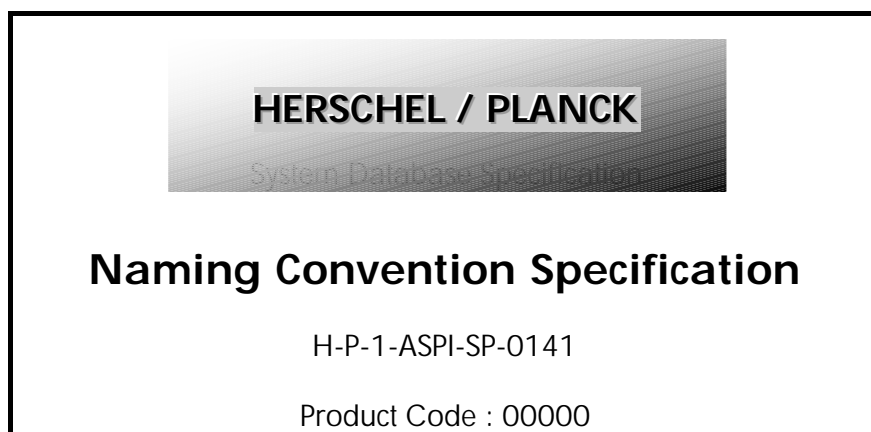 HERSCHEL / PLANCK
System Database Specification
Naming Convention Specification
H-P-1-ASPI-SP-0141
Product Code : 00000